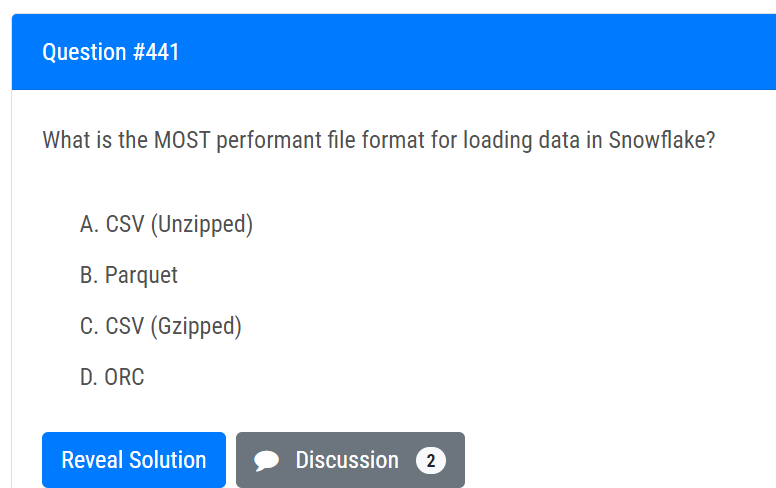 Question #441
What is the MOST performant file format for loading data in Snowflake?
A. CSV (Unzipped)
B. Parquet
C. CSV (Gzipped)
D. ORC
Reveal Solution
Discussion 2